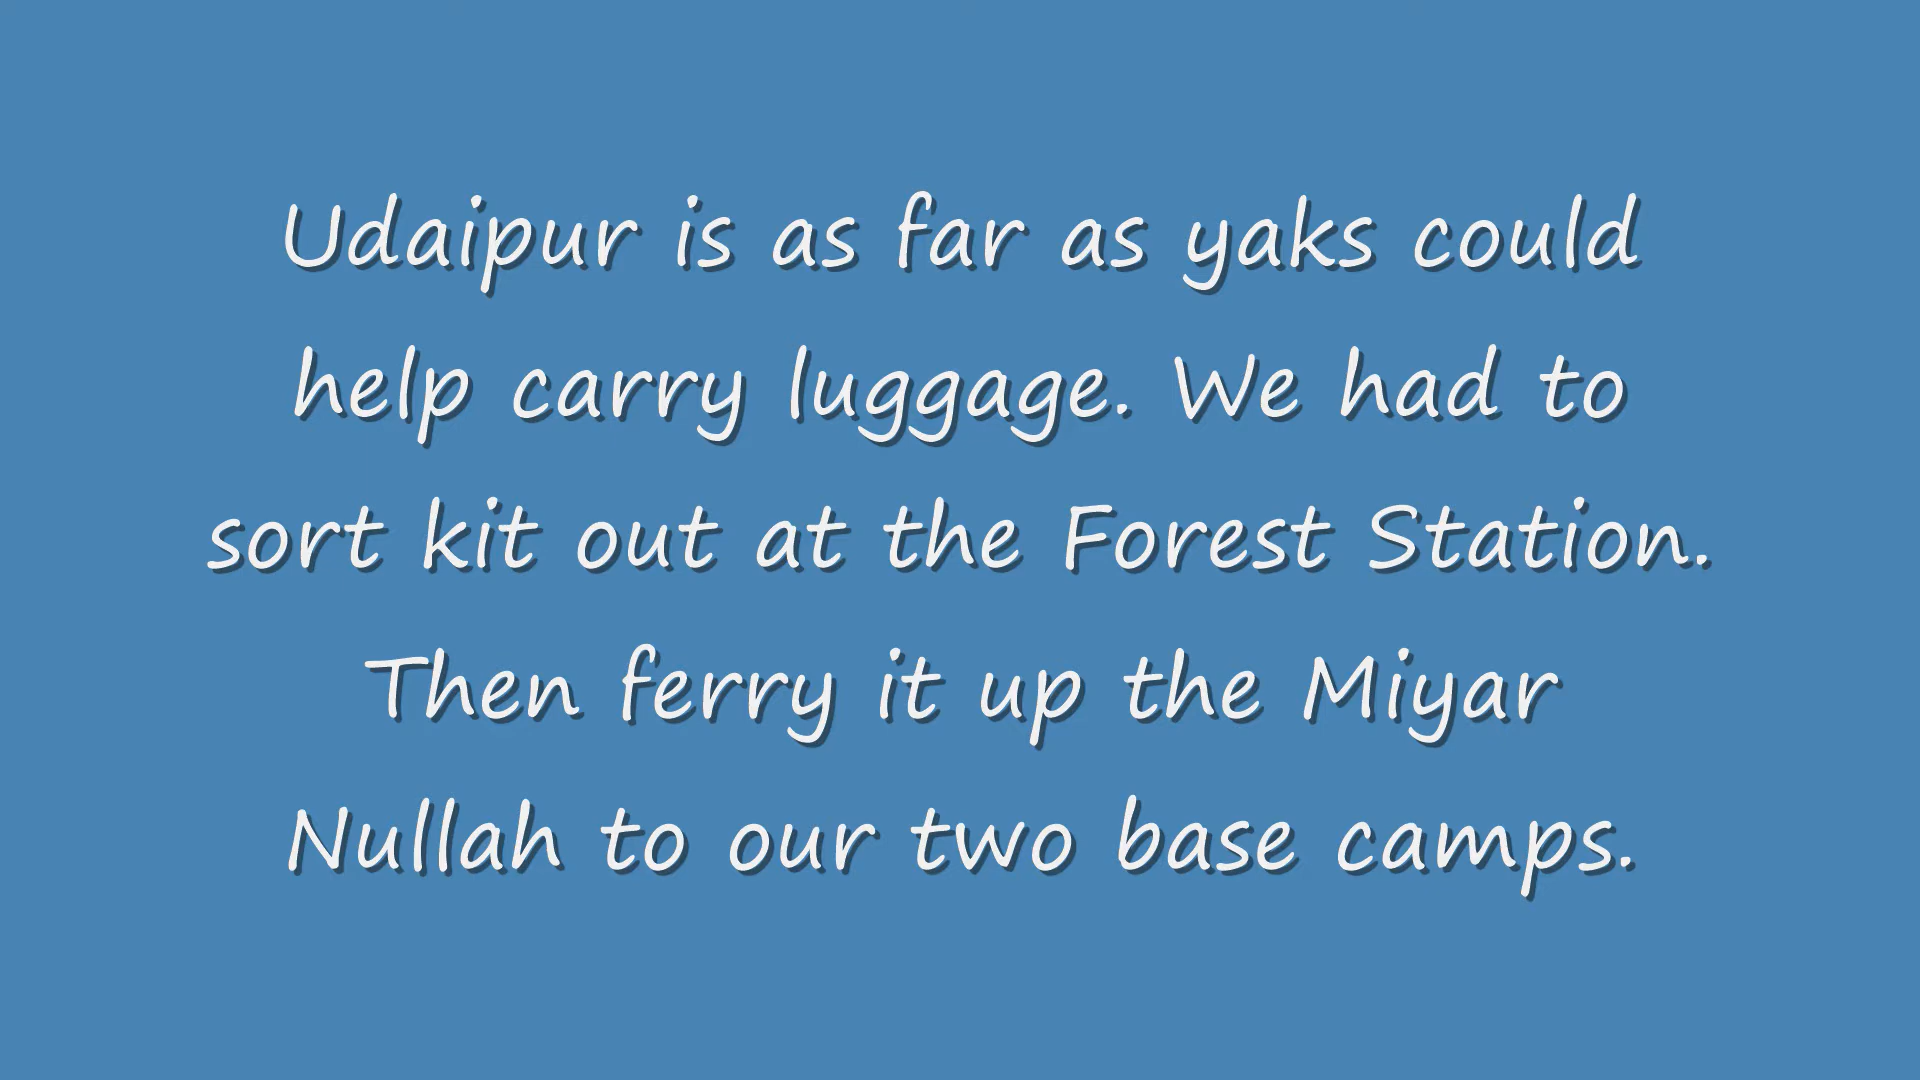 Udaipur is as far as yaks could
help carry luggage. We had to
sort kit out at the Forest Station.
Then ferry it up the Miyar
Nullah to our two base camps.